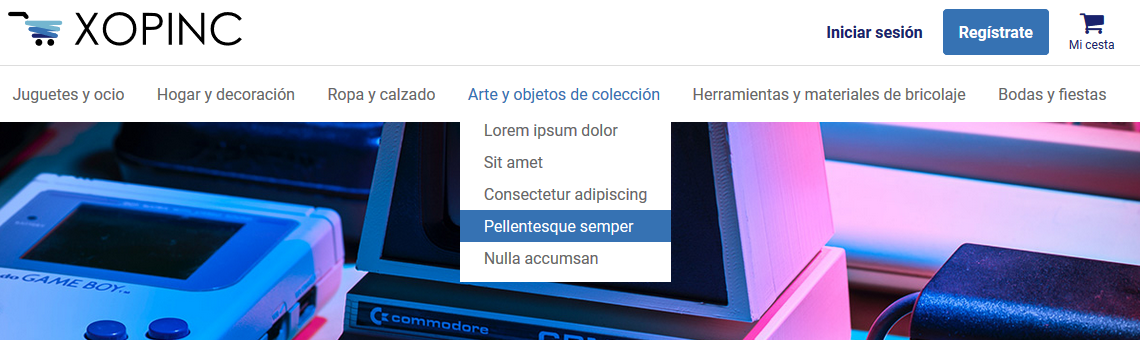 XOPINC
Iniciar sesión
Regístrate
Mi cesta
Juguetes y ocio
Hogar y decoración
Ropa y calzado
Arte y objetos de colección
Herramientas y materiales de bricolaje
Bodas y fiestas
Lorem ipsum dolor
Sit amet
Consectetur adipiscing
Pellentesque semper
Nulla accumsan
GAME BOY
commodore